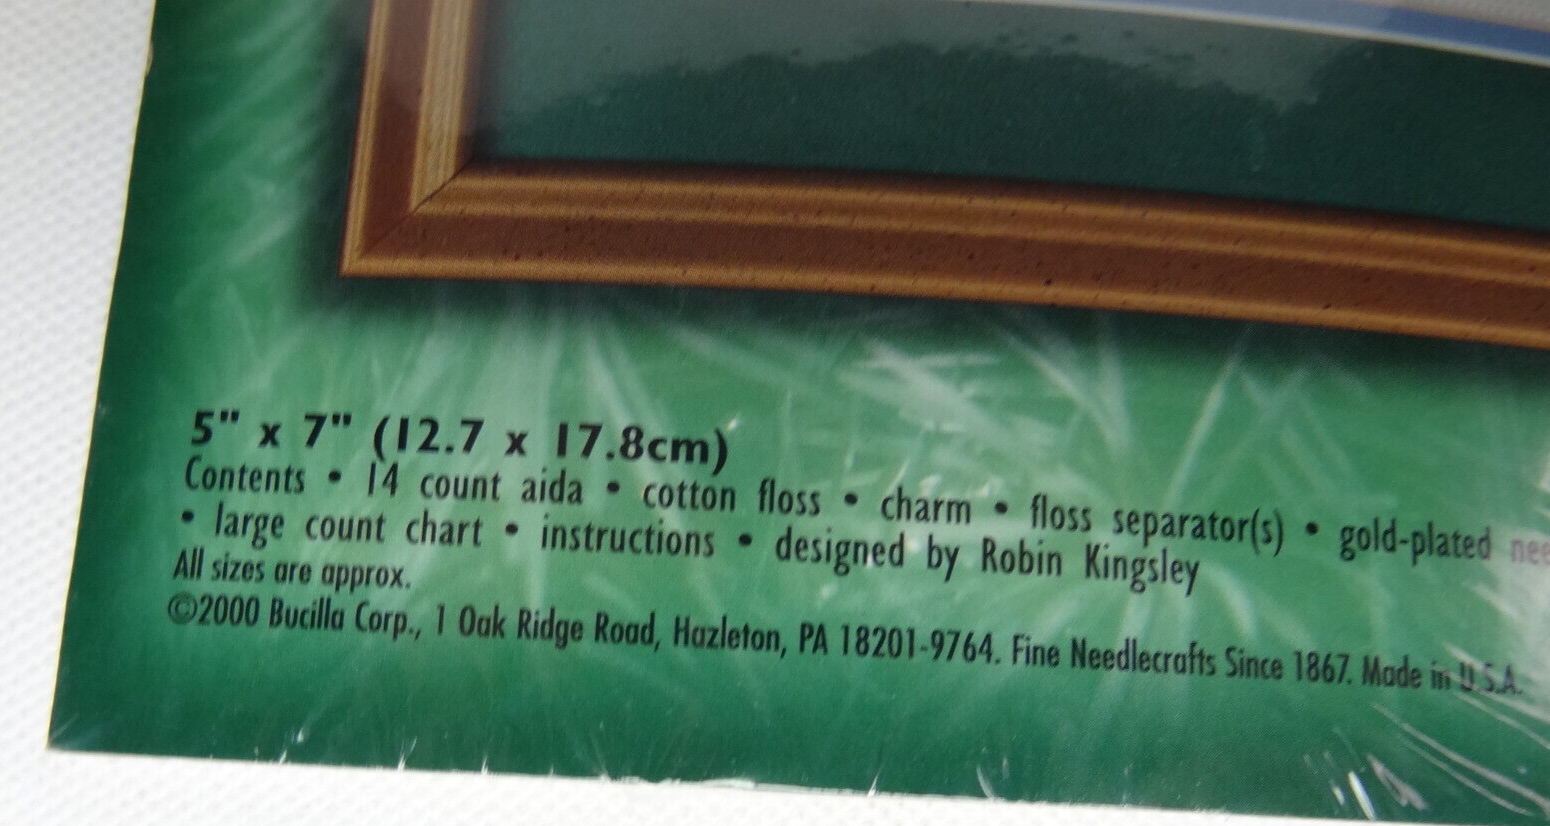 5" x 7" (12.7 x 17.8cm)
Contents • 14 count aida • cotton floss • charm • floss separator(s) • gold-plated
• large count chart • instructions • designed by Robin Kingsley
All sizes are approx.
©2000 Bucilla Corp., 1 Oak Ridge Road, Hazleton, PA 18201-9764. Fine Needlecrafts Since 1867. Made in U.S.A.